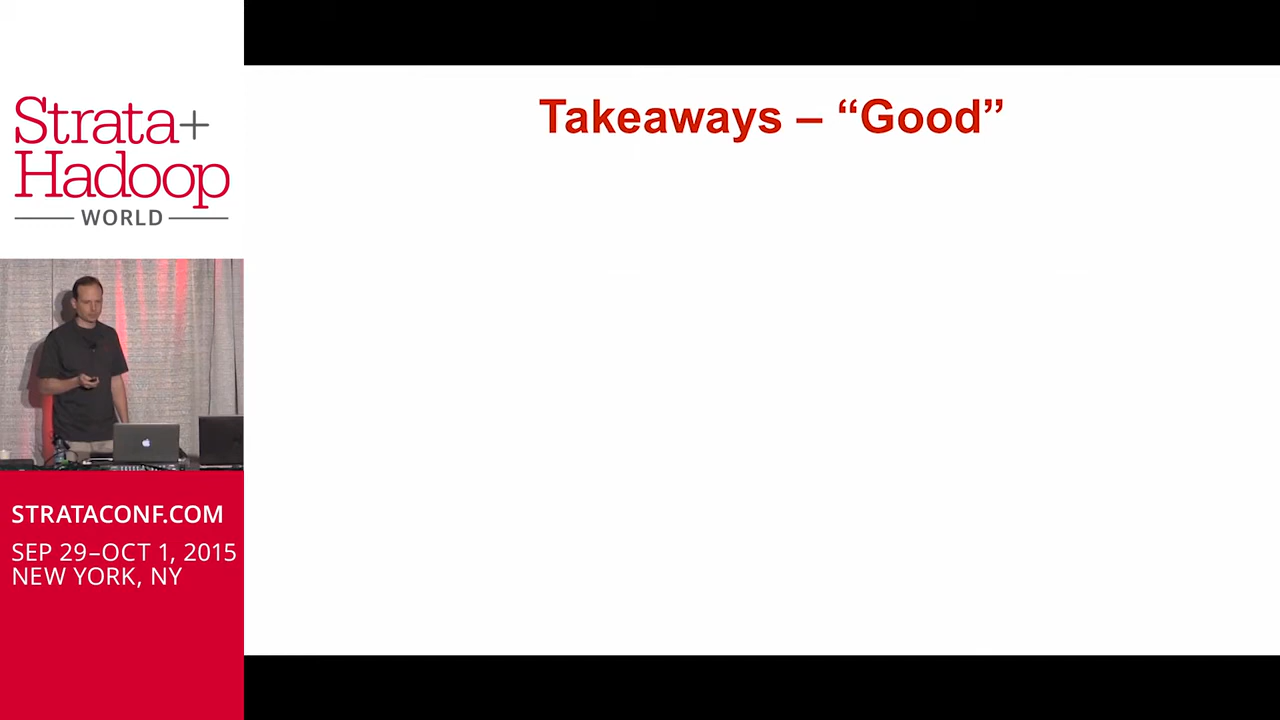 Strata+
Hadoop
WORLD
Takeaways – “Good”
STRATACONF.COM
SEP 29–OCT 1, 2015
NEW YORK, NY